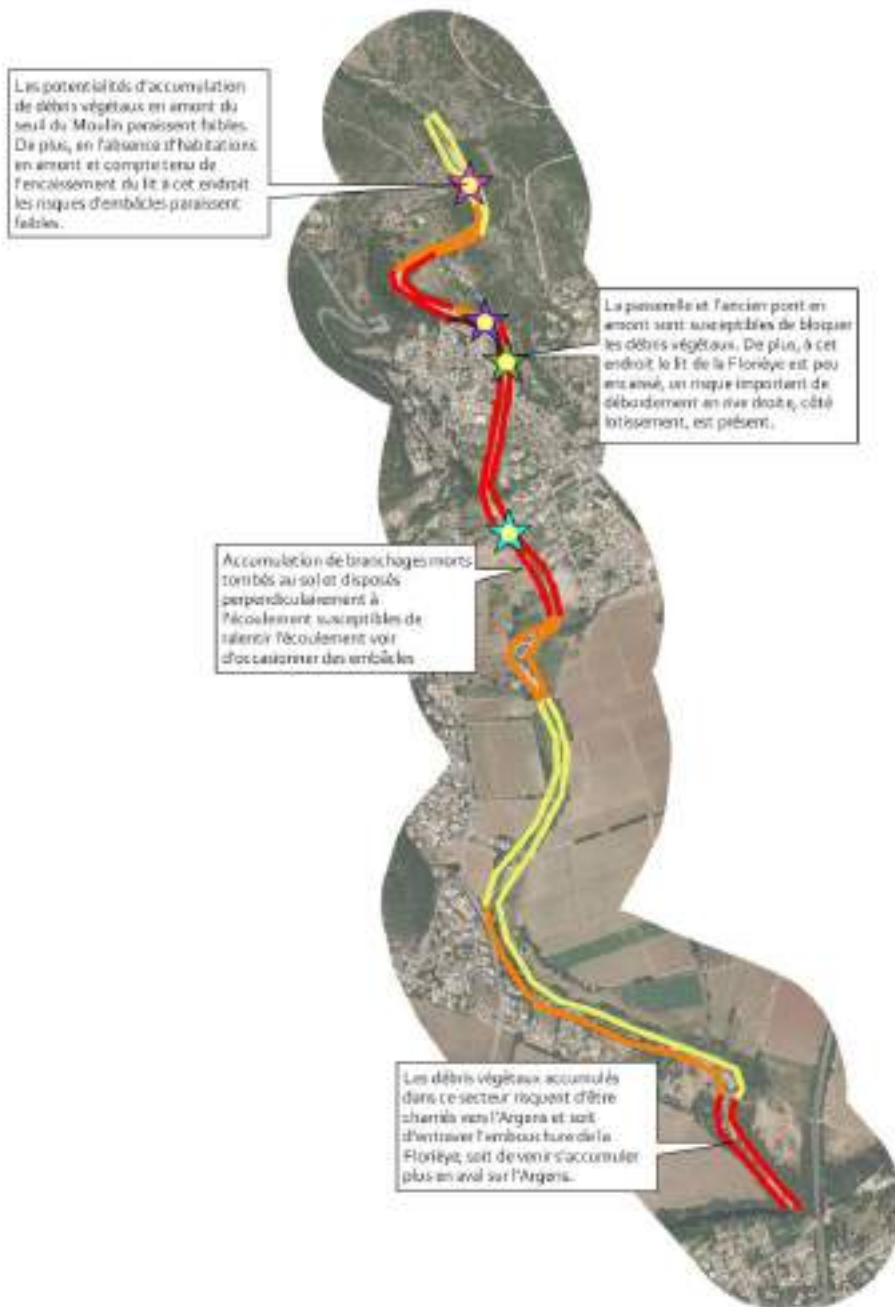 Les potentialités d'accumulation
de débris végétaux en amont du
seuil du Moulin paraissent faibles.
De plus, en l'absence d'habitations
en amont et compte tenu de
l'encaissement du lit à cet endroit
les risques d'embâcles paraissent
faibles.
La passerelle et l'ancien pont en
amont sont susceptibles de bloquer
les débris végétaux. De plus, à cet
endroit le lit de la Florièye est peu
encaissé, un risque important de
débordement en rive droite, côté
lotissement, est présent.
Accumulation de branchages morts
tombés au sol et disposés
perpendiculairement à
l'écoulement susceptibles de
ralentir l'écoulement voir
d'occasionner des embâcles
Les débris végétaux accumulés
dans ce secteur risquent d'être
charriés vers l'Argens et soit
d'entraver l'embouchure de la
Florièye, soit de venir s'accumuler
plus en aval sur l'Argens.